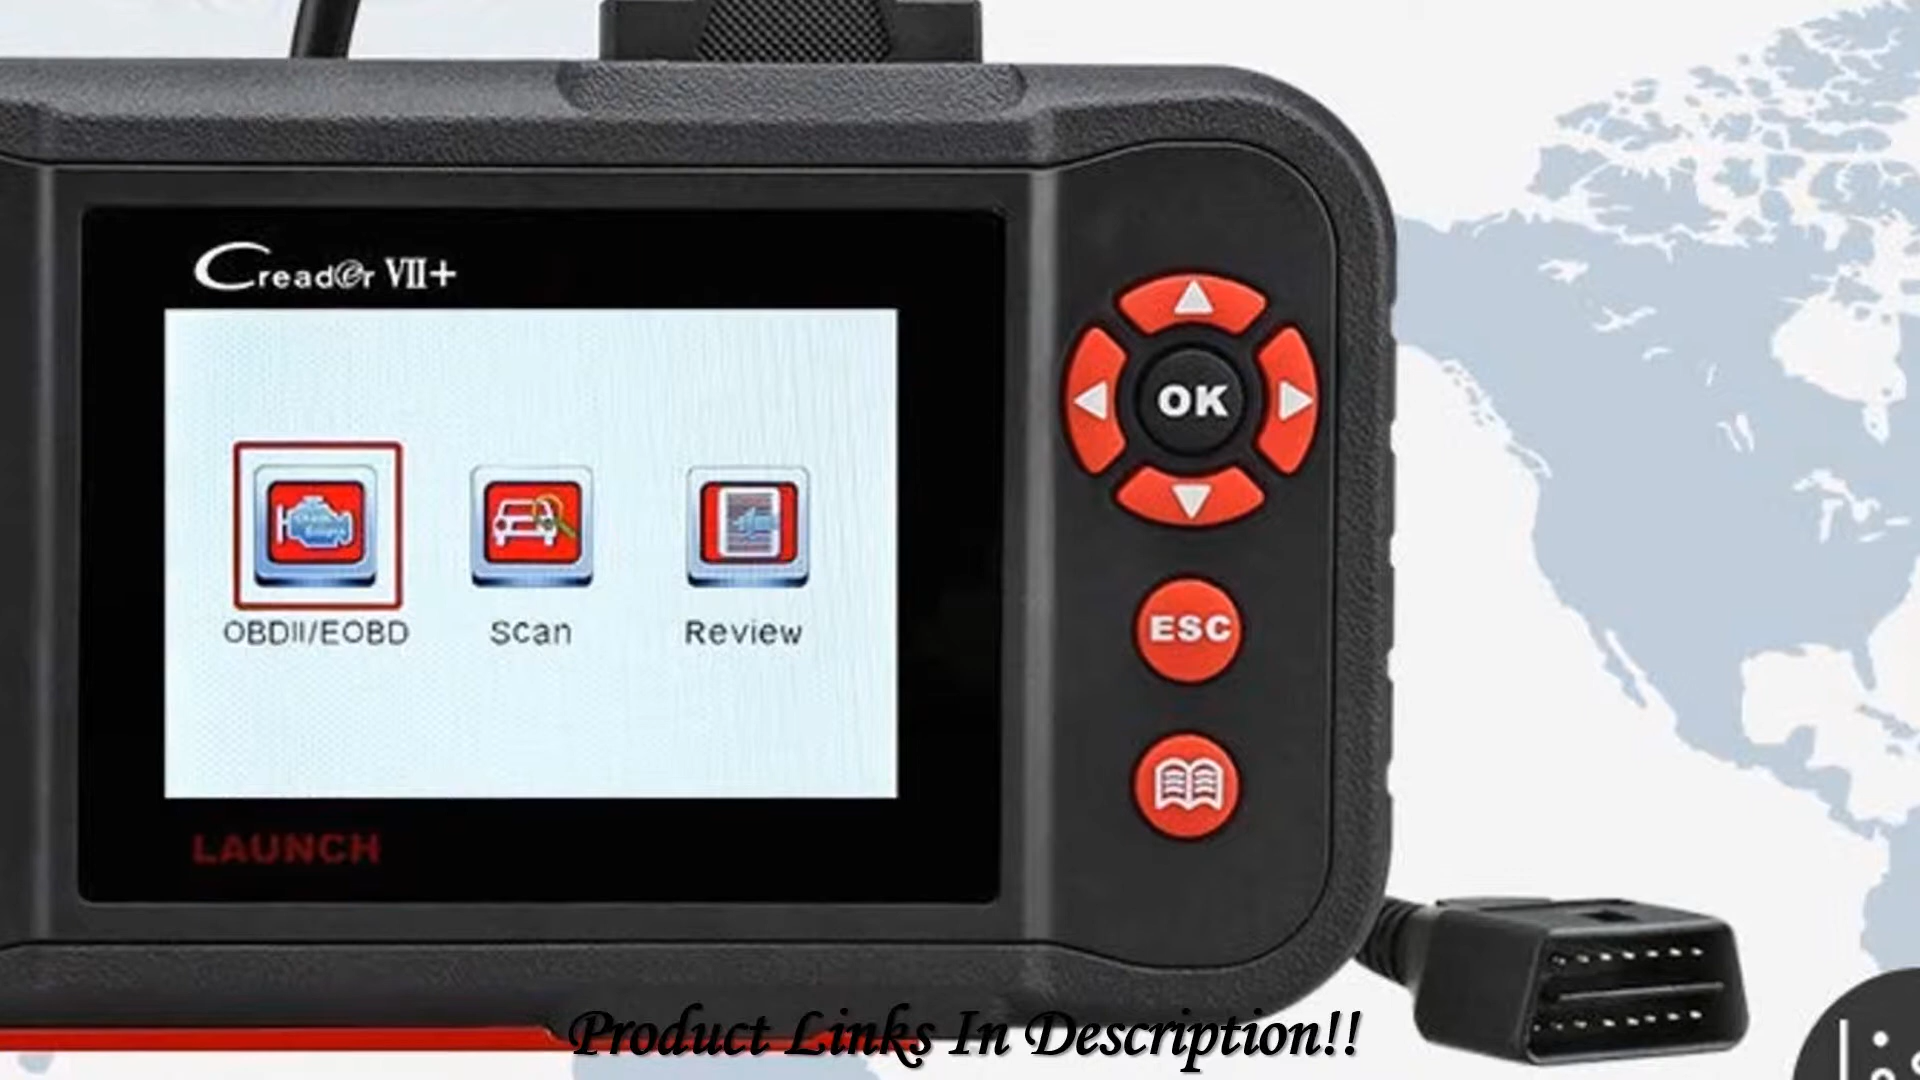 Creader VII+
OBDII/EOBD
Scan
Review
LAUNCH
OK
ESC
Product Links In Description!!